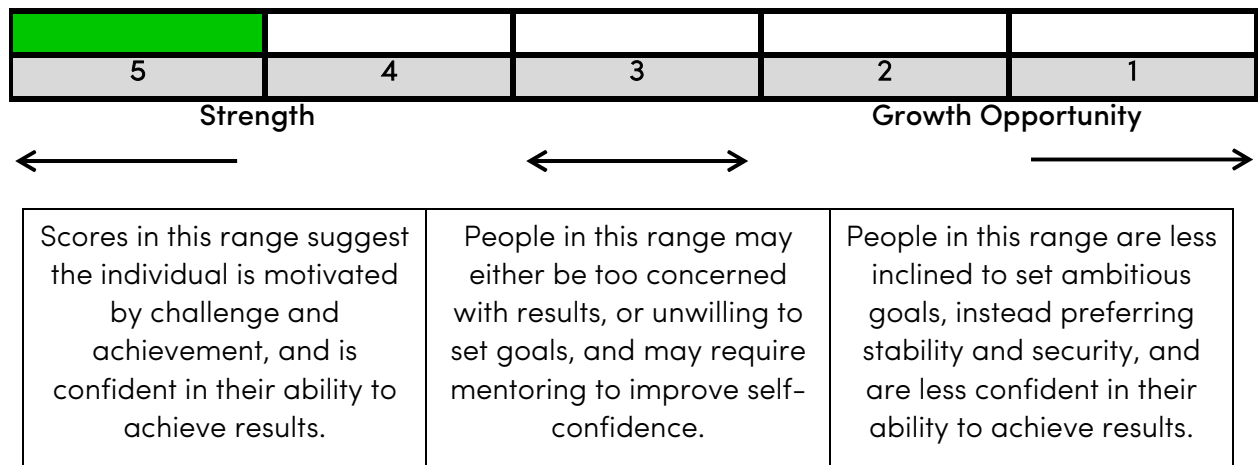 5 4 3 2 1
Strength Growth Opportunity
Scores in this range suggest
the individual is motivated
by challenge and
achievement, and is
confident in their ability to
achieve results.
People in this range may
either be too concerned
with results, or unwilling to
set goals, and may require
mentoring to improve self-
confidence.
People in this range are less
inclined to set ambitious
goals, instead preferring
stability and security, and
are less confident in their
ability to achieve results.